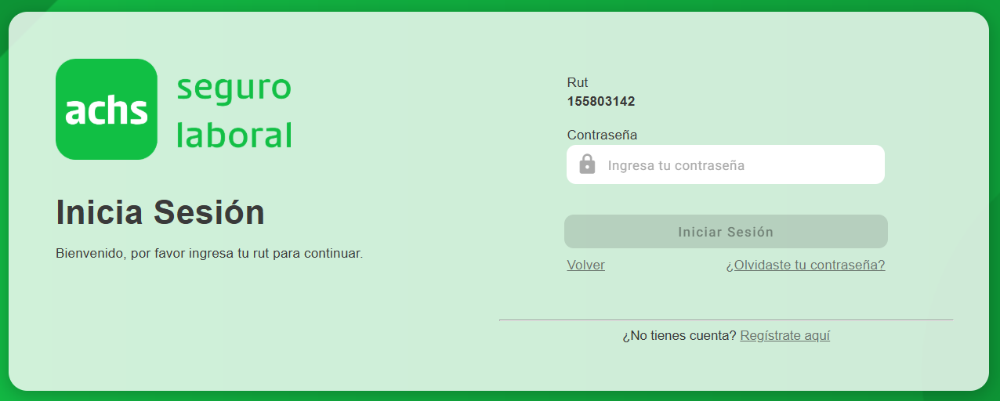 achs
seguro
laboral
Inicia Sesión
Bienvenido, por favor ingresa tu rut para continuar.
Rut
155803142
Contraseña
Ingresa tu contraseña
Iniciar Sesión
Volver
¿Olvidaste tu contraseña?
¿No tienes cuenta? Regístrate aquí